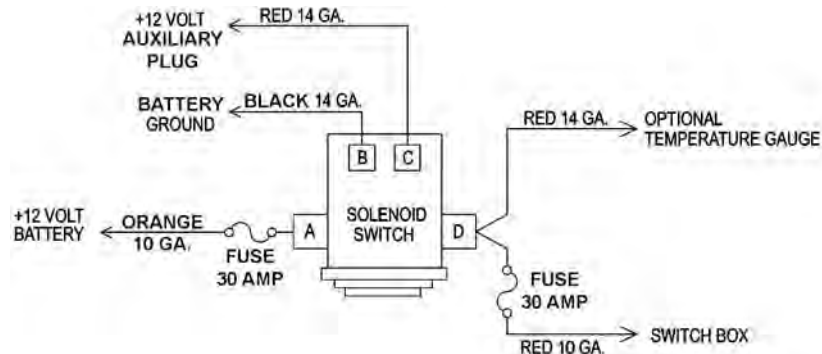 +12 VOLT
AUXILIARY
PLUG
RED 14 GA.
BATTERY
GROUND
BLACK 14 GA.
B
C
RED 14 GA.
OPTIONAL
TEMPERATURE GAUGE
+12 VOLT
BATTERY
ORANGE
10 GA.
FUSE
30 AMP
A
SOLENOID
SWITCH
D
FUSE
30 AMP
RED 10 GA.
SWITCH BOX